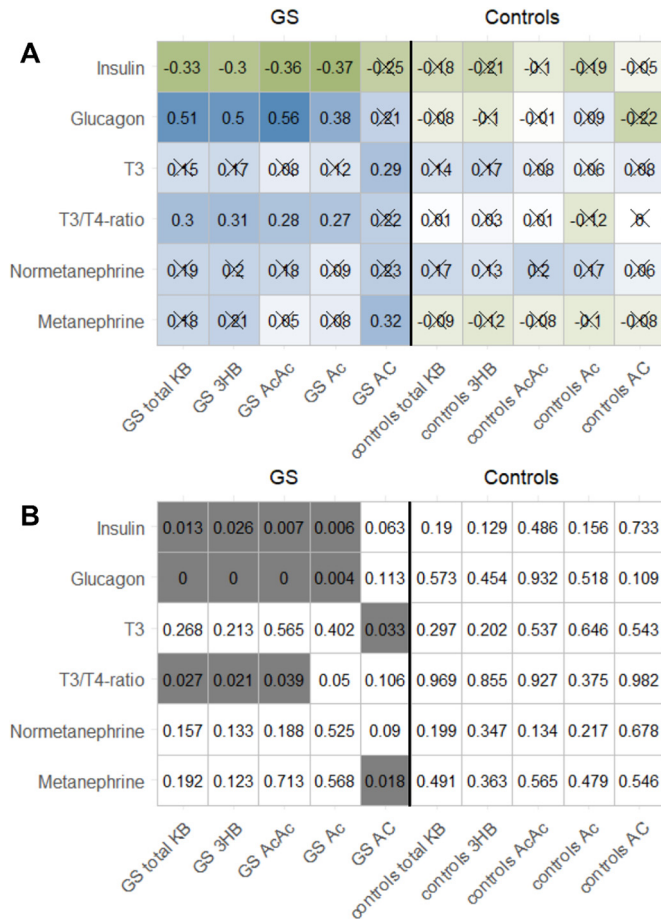 GS Controls
A
Insulin -0.33 -0.3 -0.36 -0.37 -0.25 -0.18 -0.21 -0.1 -0.19 -0.05
Glucagon 0.51 0.5 0.56 0.38 0.21 -0.08 -0.1 -0.01 0.09 -0.22
T3 0.15 0.17 0.08 0.12 0.29 0.14 0.17 0.08 0.06 0.08
T3/T4-ratio 0.3 0.31 0.28 0.27 0.22 0.01 0.03 0.01 -0.12 0
Normetanephrine 0.19 0.2 0.18 0.09 0.23 0.17 0.13 0.2 0.17 0.06
Metanephrine 0.18 0.21 0.05 0.08 0.32 -0.09 -0.12 -0.08 -0.1 -0.08
GS total KB GS 3HB GS AcAc GS Ac GS AC controls total KB controls 3HB controls AcAc controls Ac controls AC
GS Controls
B
Insulin 0.013 0.026 0.007 0.006 0.063 0.19 0.129 0.486 0.156 0.733
Glucagon 0 0 0 0.004 0.113 0.573 0.454 0.932 0.518 0.109
T3 0.268 0.213 0.565 0.402 0.033 0.297 0.202 0.537 0.646 0.543
T3/T4-ratio 0.027 0.021 0.039 0.05 0.106 0.969 0.855 0.927 0.375 0.982
Normetanephrine 0.157 0.133 0.188 0.525 0.09 0.199 0.347 0.134 0.217 0.678
Metanephrine 0.192 0.123 0.713 0.568 0.018 0.491 0.363 0.565 0.479 0.546
GS total KB GS 3HB GS AcAc GS Ac GS AC controls total KB controls 3HB controls AcAc controls Ac controls AC